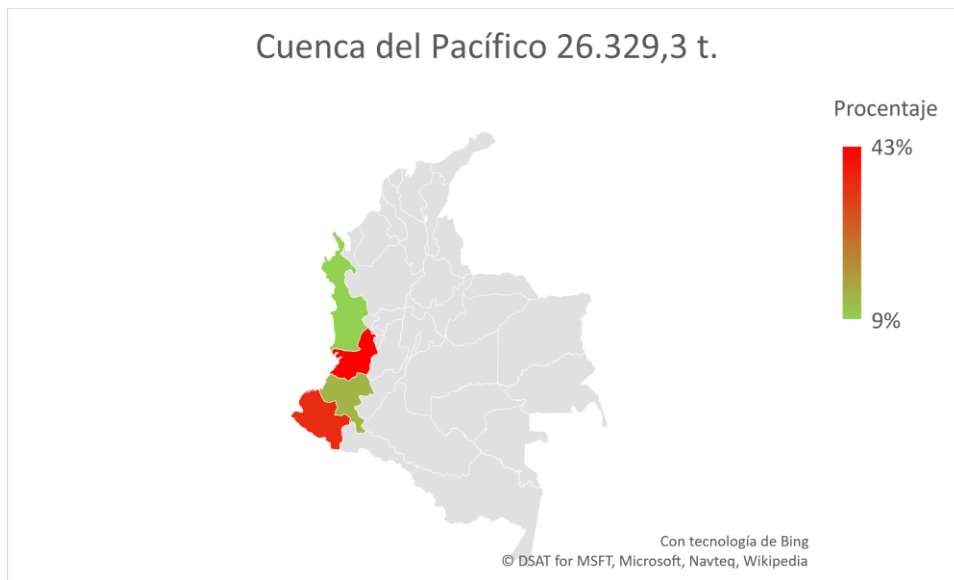 Cuenca del Pacífico 26.329,3 t.
Procentaje
43%
9%
Con tecnología de Bing
© DSAT for MSFT, Microsoft, Navteq, Wikipedia